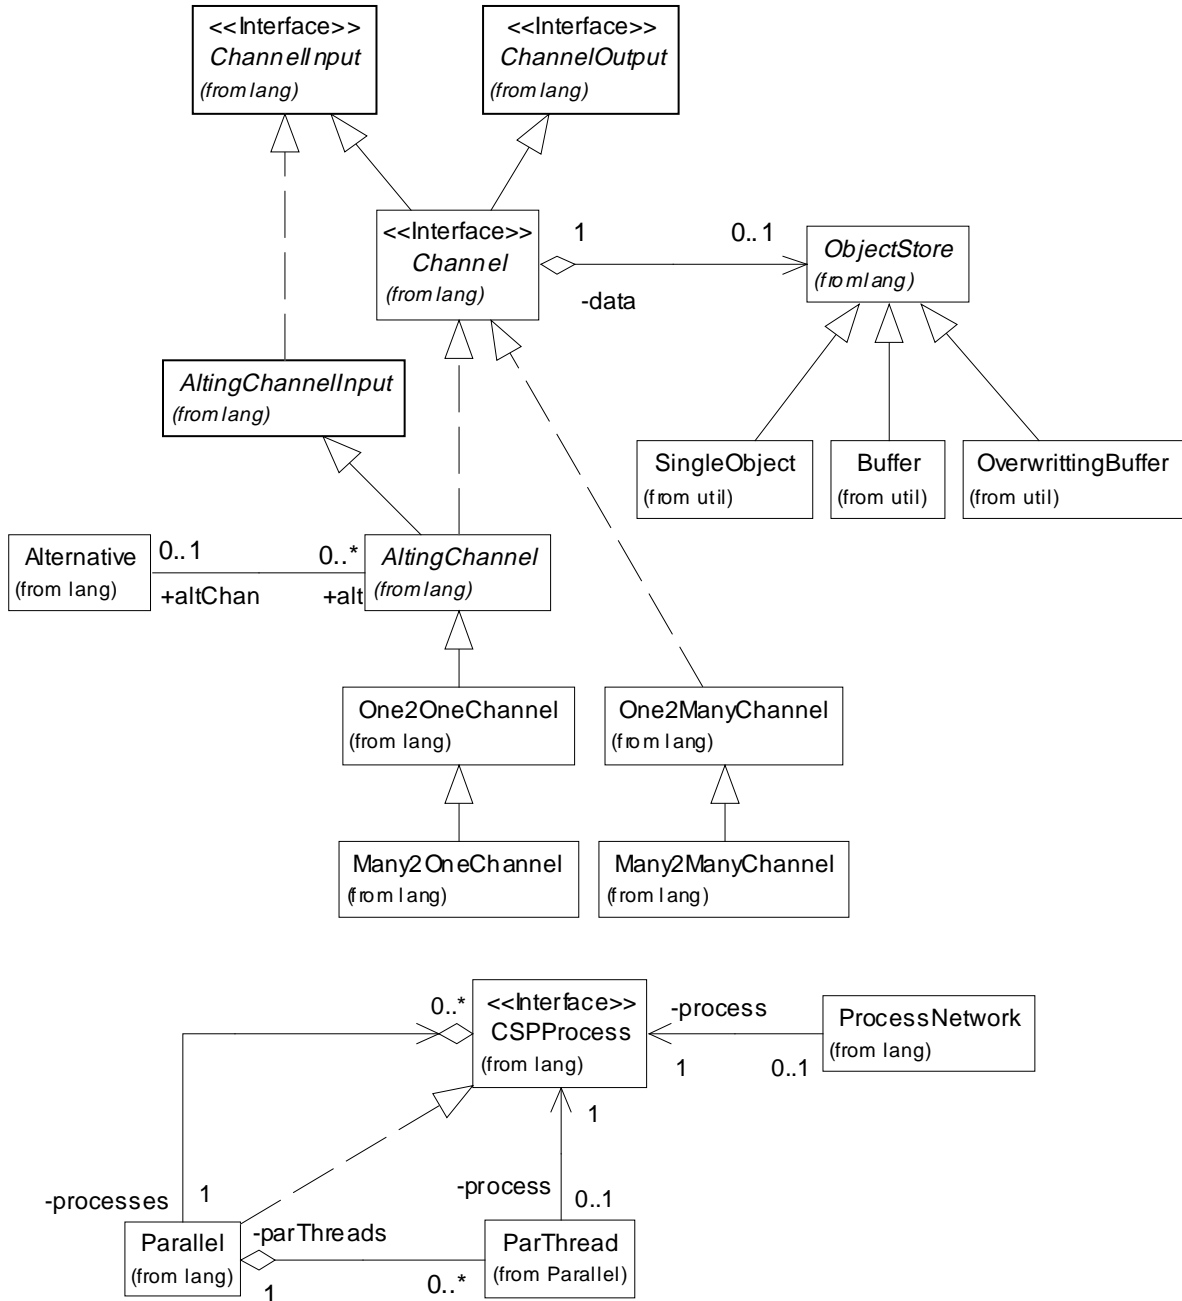 <<Interface>>
ChannelInput
(from lang)
<<Interface>>
ChannelOutput
(from lang)
<<Interface>>
Channel
(from lang)
1
0..1
-data
ObjectStore
(from lang)
AltingChannelInput
(from lang)
SingleObject
(from util)
Buffer
(from util)
OverwrittingBuffer
(from util)
Alternative
(from lang)
0..1
0..*
+altChan
+alt
AltingChannel
(from lang)
One2OneChannel
(from lang)
One2ManyChannel
(from lang)
Many2OneChannel
(from lang)
Many2ManyChannel
(from lang)
0..*
<<Interface>>
CSPProcess
(from lang)
-process
1
0..1
ProcessNetwork
(from lang)
1
-process
0..1
-processes
1
Parallel
(from lang)
-parThreads
1
0..*
ParThread
(from Parallel)